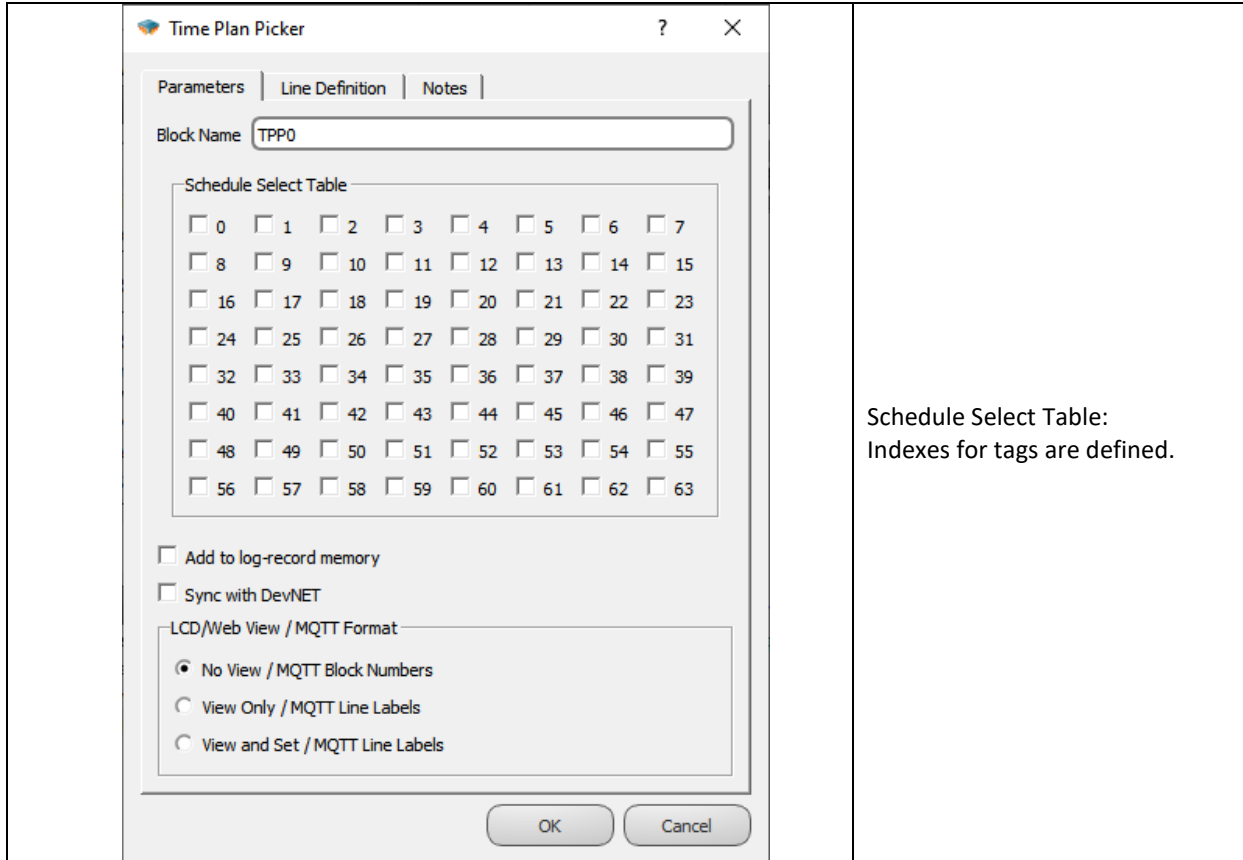 Time Plan Picker ? X
Parameters Line Definition Notes
Block Name TPP0
Schedule Select Table
0 1 2 3 4 5 6 7
8 9 10 11 12 13 14 15
16 17 18 19 20 21 22 23
24 25 26 27 28 29 30 31
32 33 34 35 36 37 38 39
40 41 42 43 44 45 46 47
48 49 50 51 52 53 54 55
56 57 58 59 60 61 62 63
Add to log-record memory
Sync with DevNET
LCD/Web View / MQTT Format
No View / MQTT Block Numbers
View Only / MQTT Line Labels
View and Set / MQTT Line Labels
OK Cancel
Schedule Select Table:
Indexes for tags are defined.